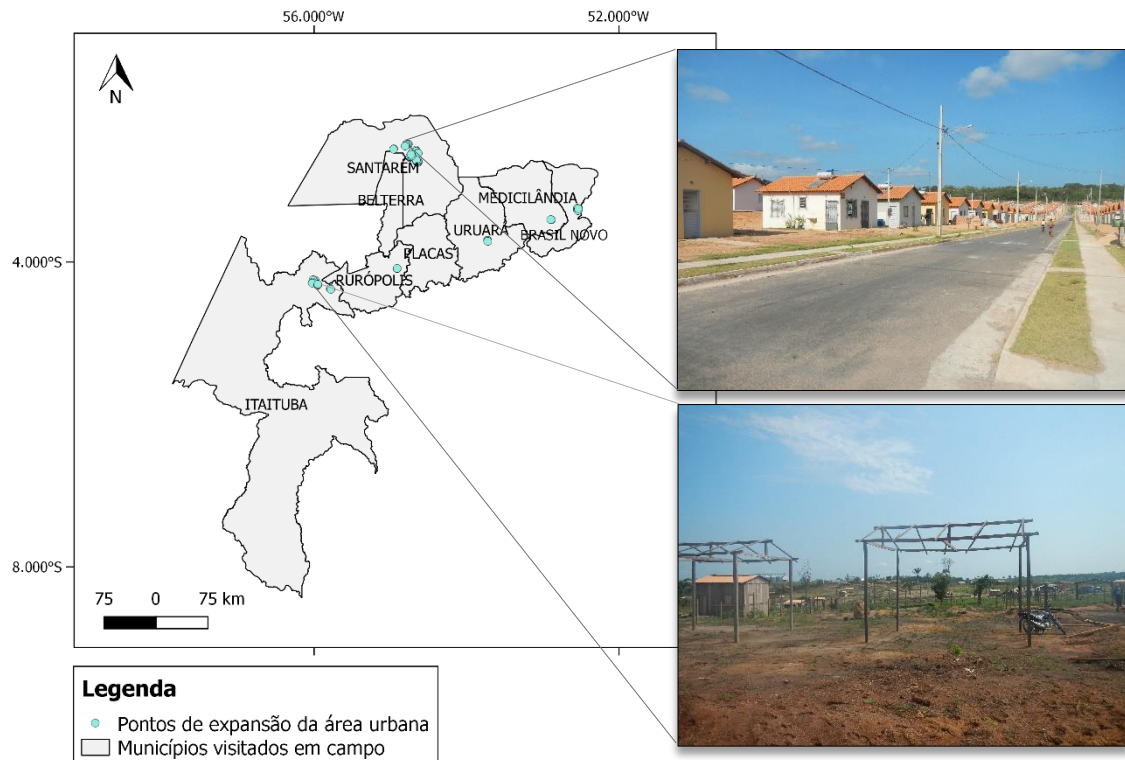 56.000°W
52.000°W
N
SANTARÉM
BELTERRA
MEDICILÂNDIA
URUARÁ
BRASIL NOVO
PLACAS
4.000°S
RURÓPOLIS
ITAITUBA
8.000°S
75 0 75 km
Legenda
Pontos de expansão da área urbana
Municípios visitados em campo